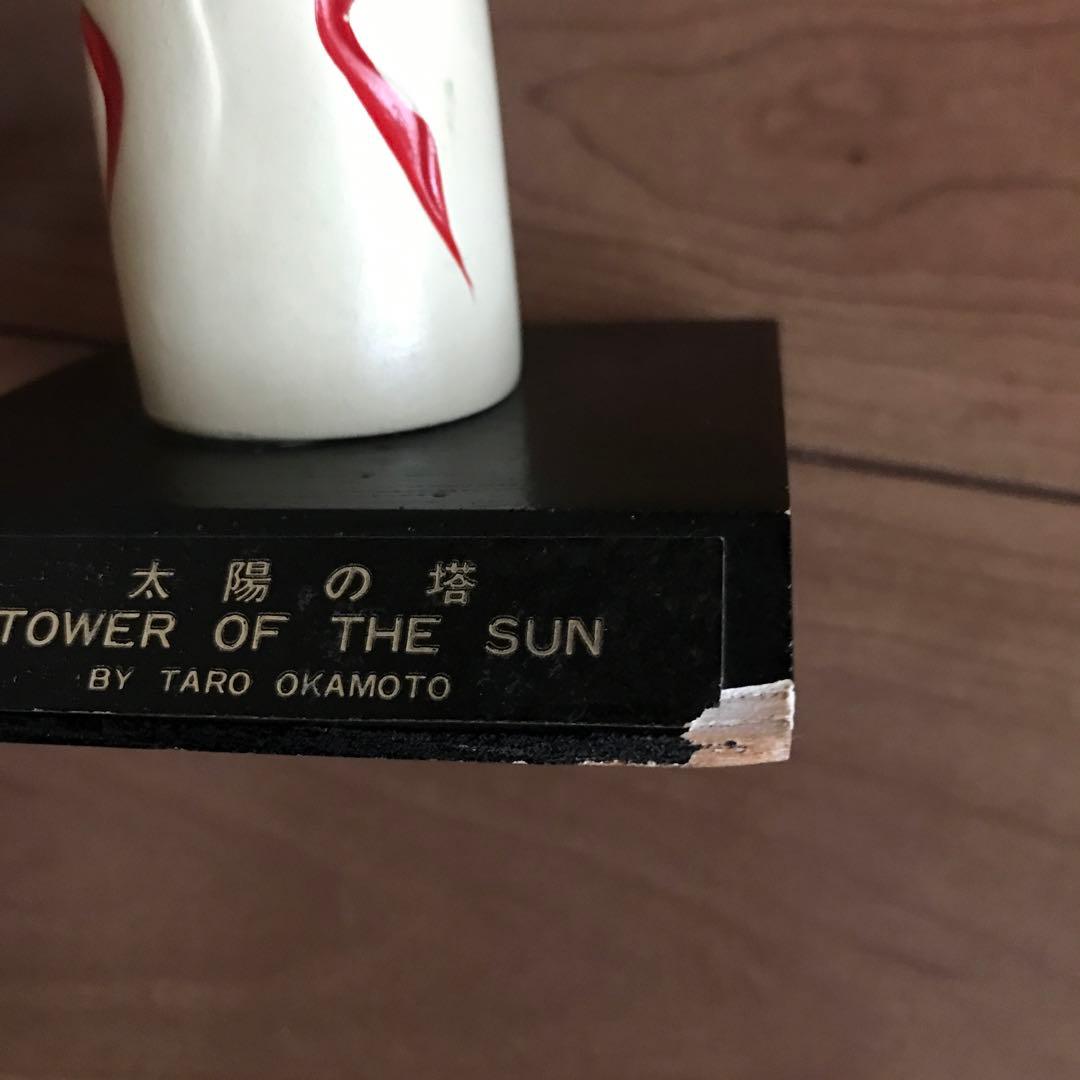 太陽の塔
TOWER OF THE SUN
BY TARO OKAMOTO